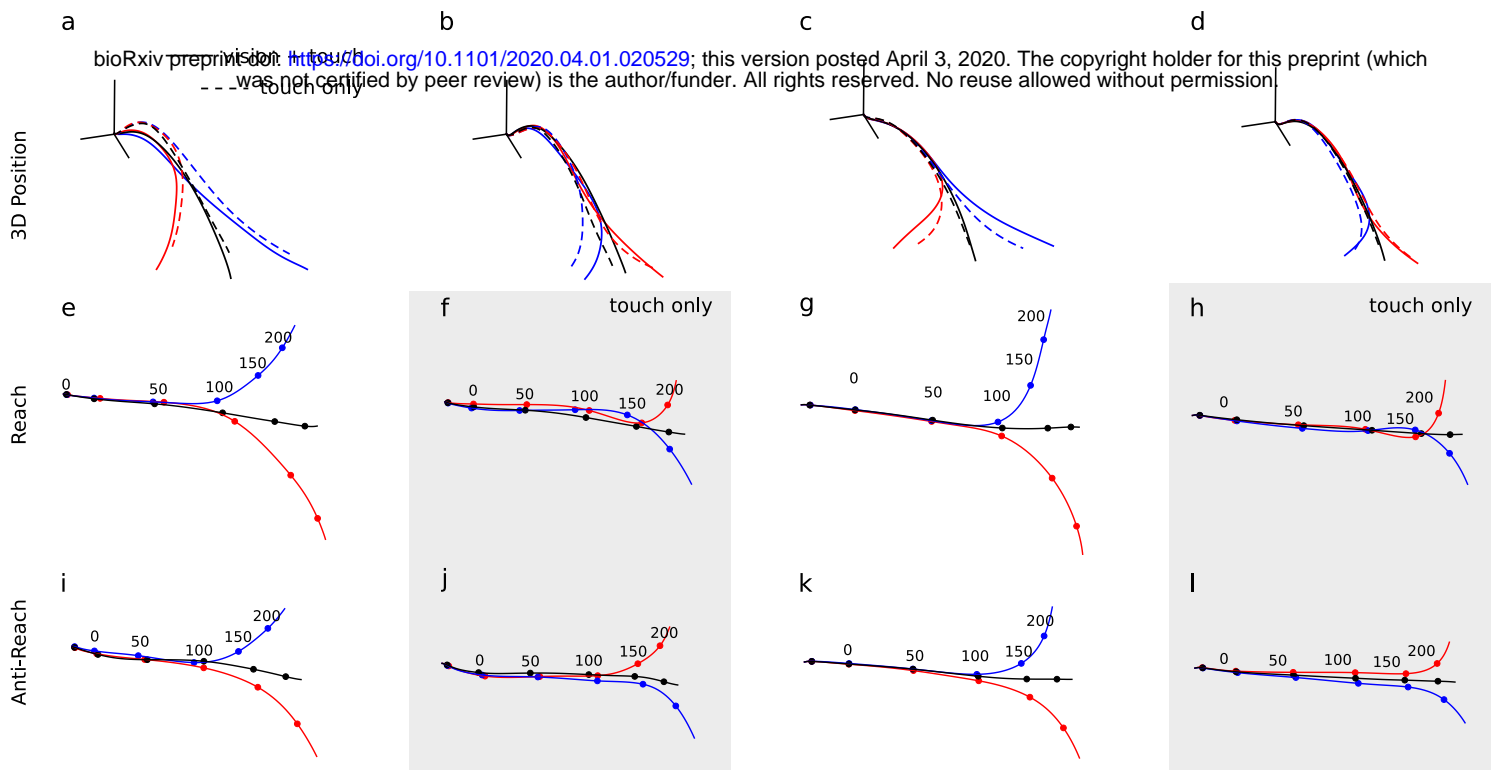 a
b
c
d
vision + touch
bioRxiv preprint doi: https://doi.org/10.1101/2020.04.01.020529; this version posted April 3, 2020. The copyright holder for this preprint (which
was not certified by peer review) is the author/funder. All rights reserved. No reuse allowed without permission.
touch only
3D Position
Reach
Anti-Reach
e
0
50
100
150
200
f
touch only
0
50
100
150
200
g
0
50
100
150
200
h
touch only
0
50
100
150
200
i
0
50
100
150
200
j
0
50
100
150
200
k
0
50
100
150
200
l
0
50
100
150
200